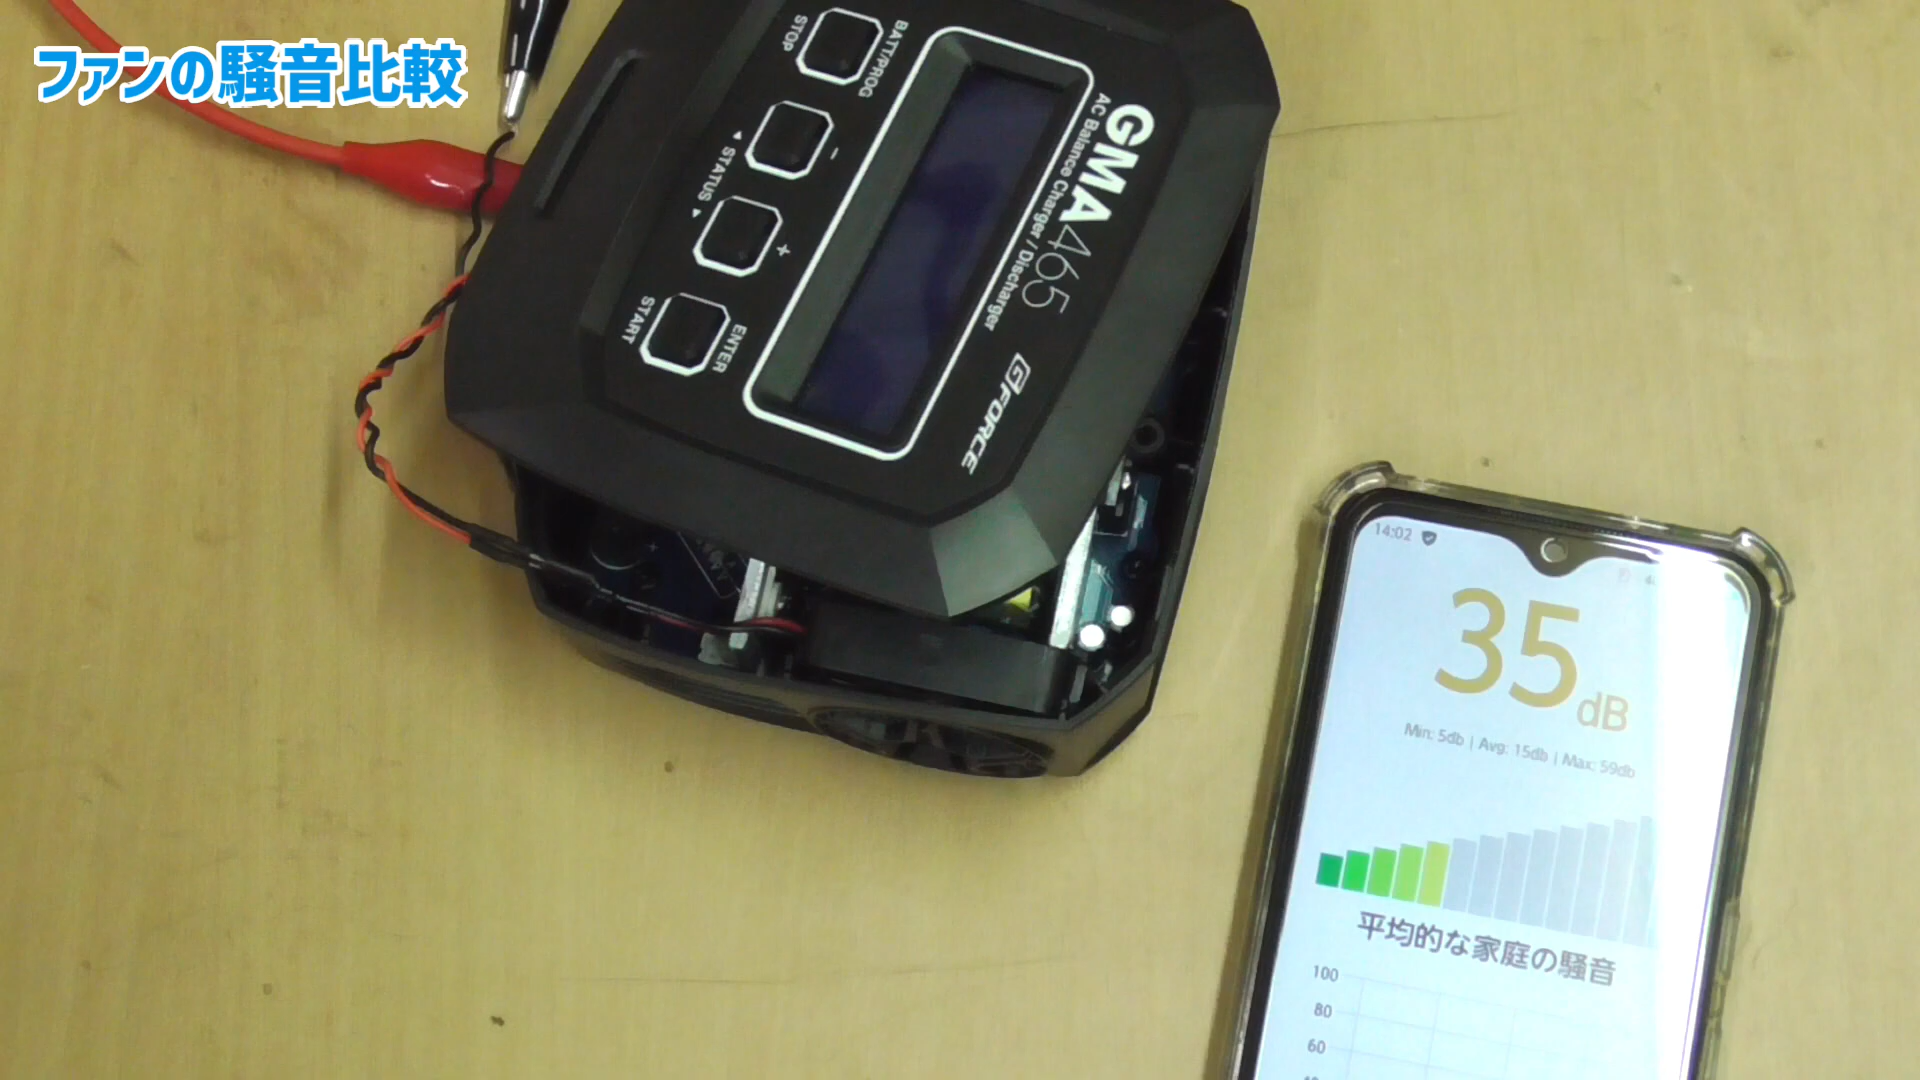 ファンの騒音比較
BATT/PROG
STOP
−
◀ STATUS ▶
+
ENTER
START
GMA465
AC Balance Charger / Discharger
G FORCE
14:02
35 dB
Min: 5db | Avg: 15db | Max: 59db
平均的な家庭の騒音
100
80
60